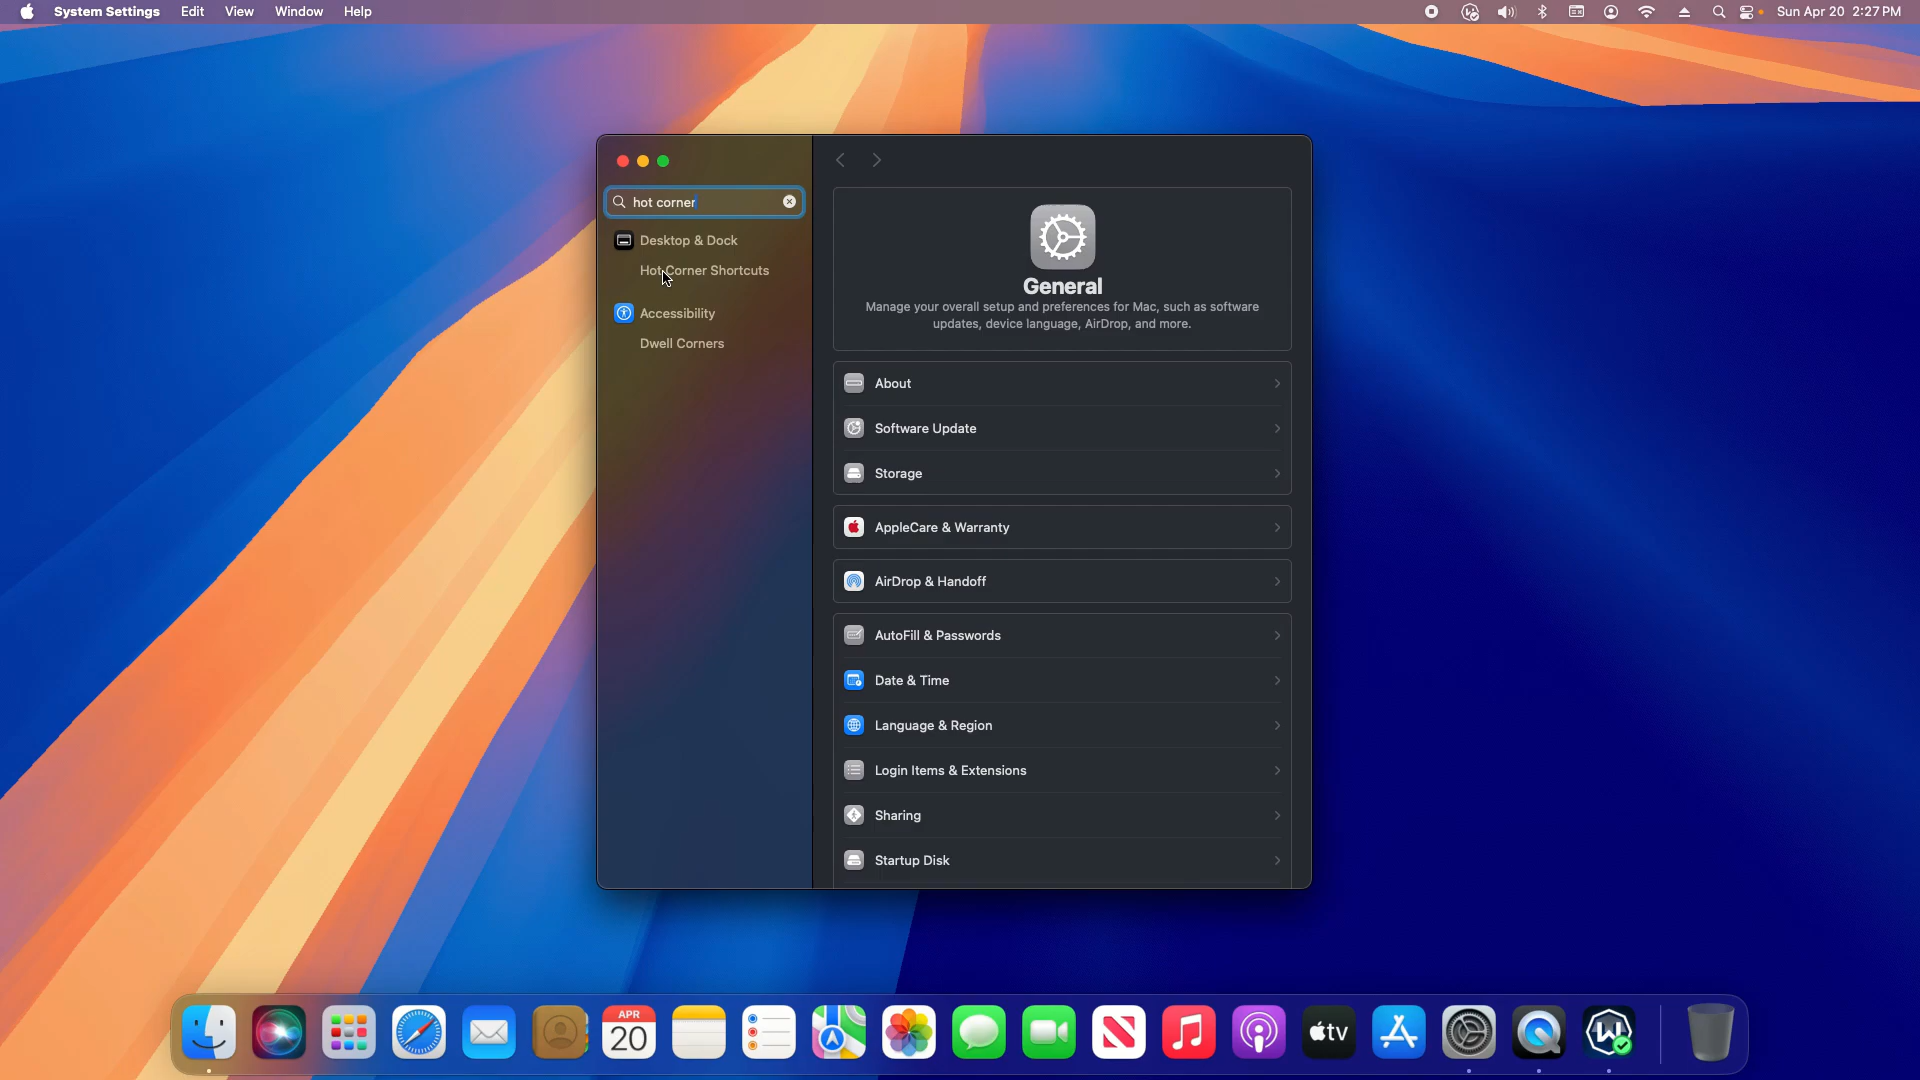 System Settings Edit View Window Help
Sun Apr 20 2:27 PM
hot corner
Desktop & Dock
Hot Corner Shortcuts
Accessibility
Dwell Corners
General
Manage your overall setup and preferences for Mac, such as software
updates, device language, AirDrop, and more.
About
Software Update
Storage
AppleCare & Warranty
AirDrop & Handoff
AutoFill & Passwords
Date & Time
Language & Region
Login Items & Extensions
Sharing
Startup Disk
APR
20
tv